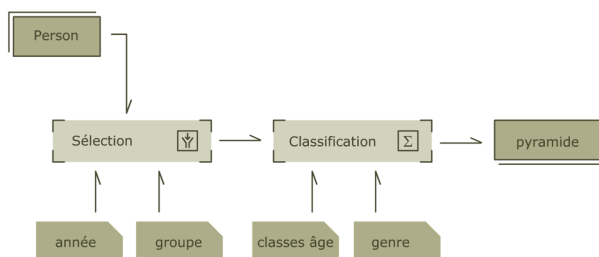 Person
Sélection
Classification
Σ
pyramide
année
groupe
classes âge
genre